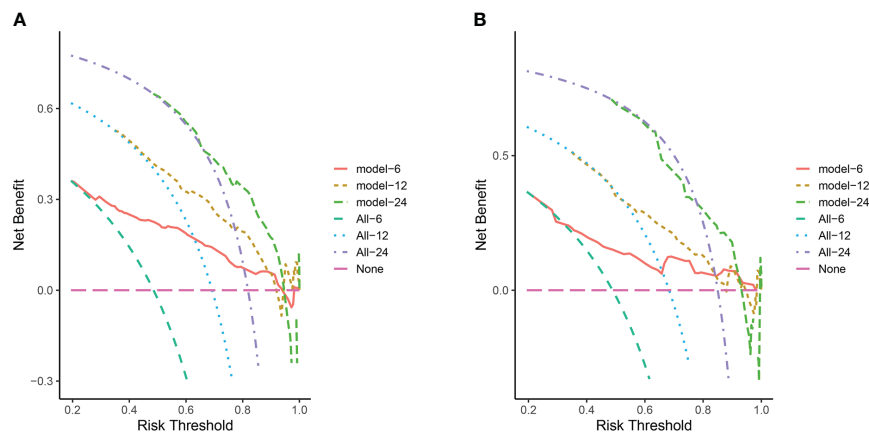 A
Net Benefit
0.6
0.3
0.0
−0.3
0.2 0.4 0.6 0.8 1.0
Risk Threshold
model−6
model−12
model−24
All−6
All−12
All−24
None
B
Net Benefit
0.5
0.0
0.2 0.4 0.6 0.8 1.0
Risk Threshold
model−6
model−12
model−24
All−6
All−12
All−24
None